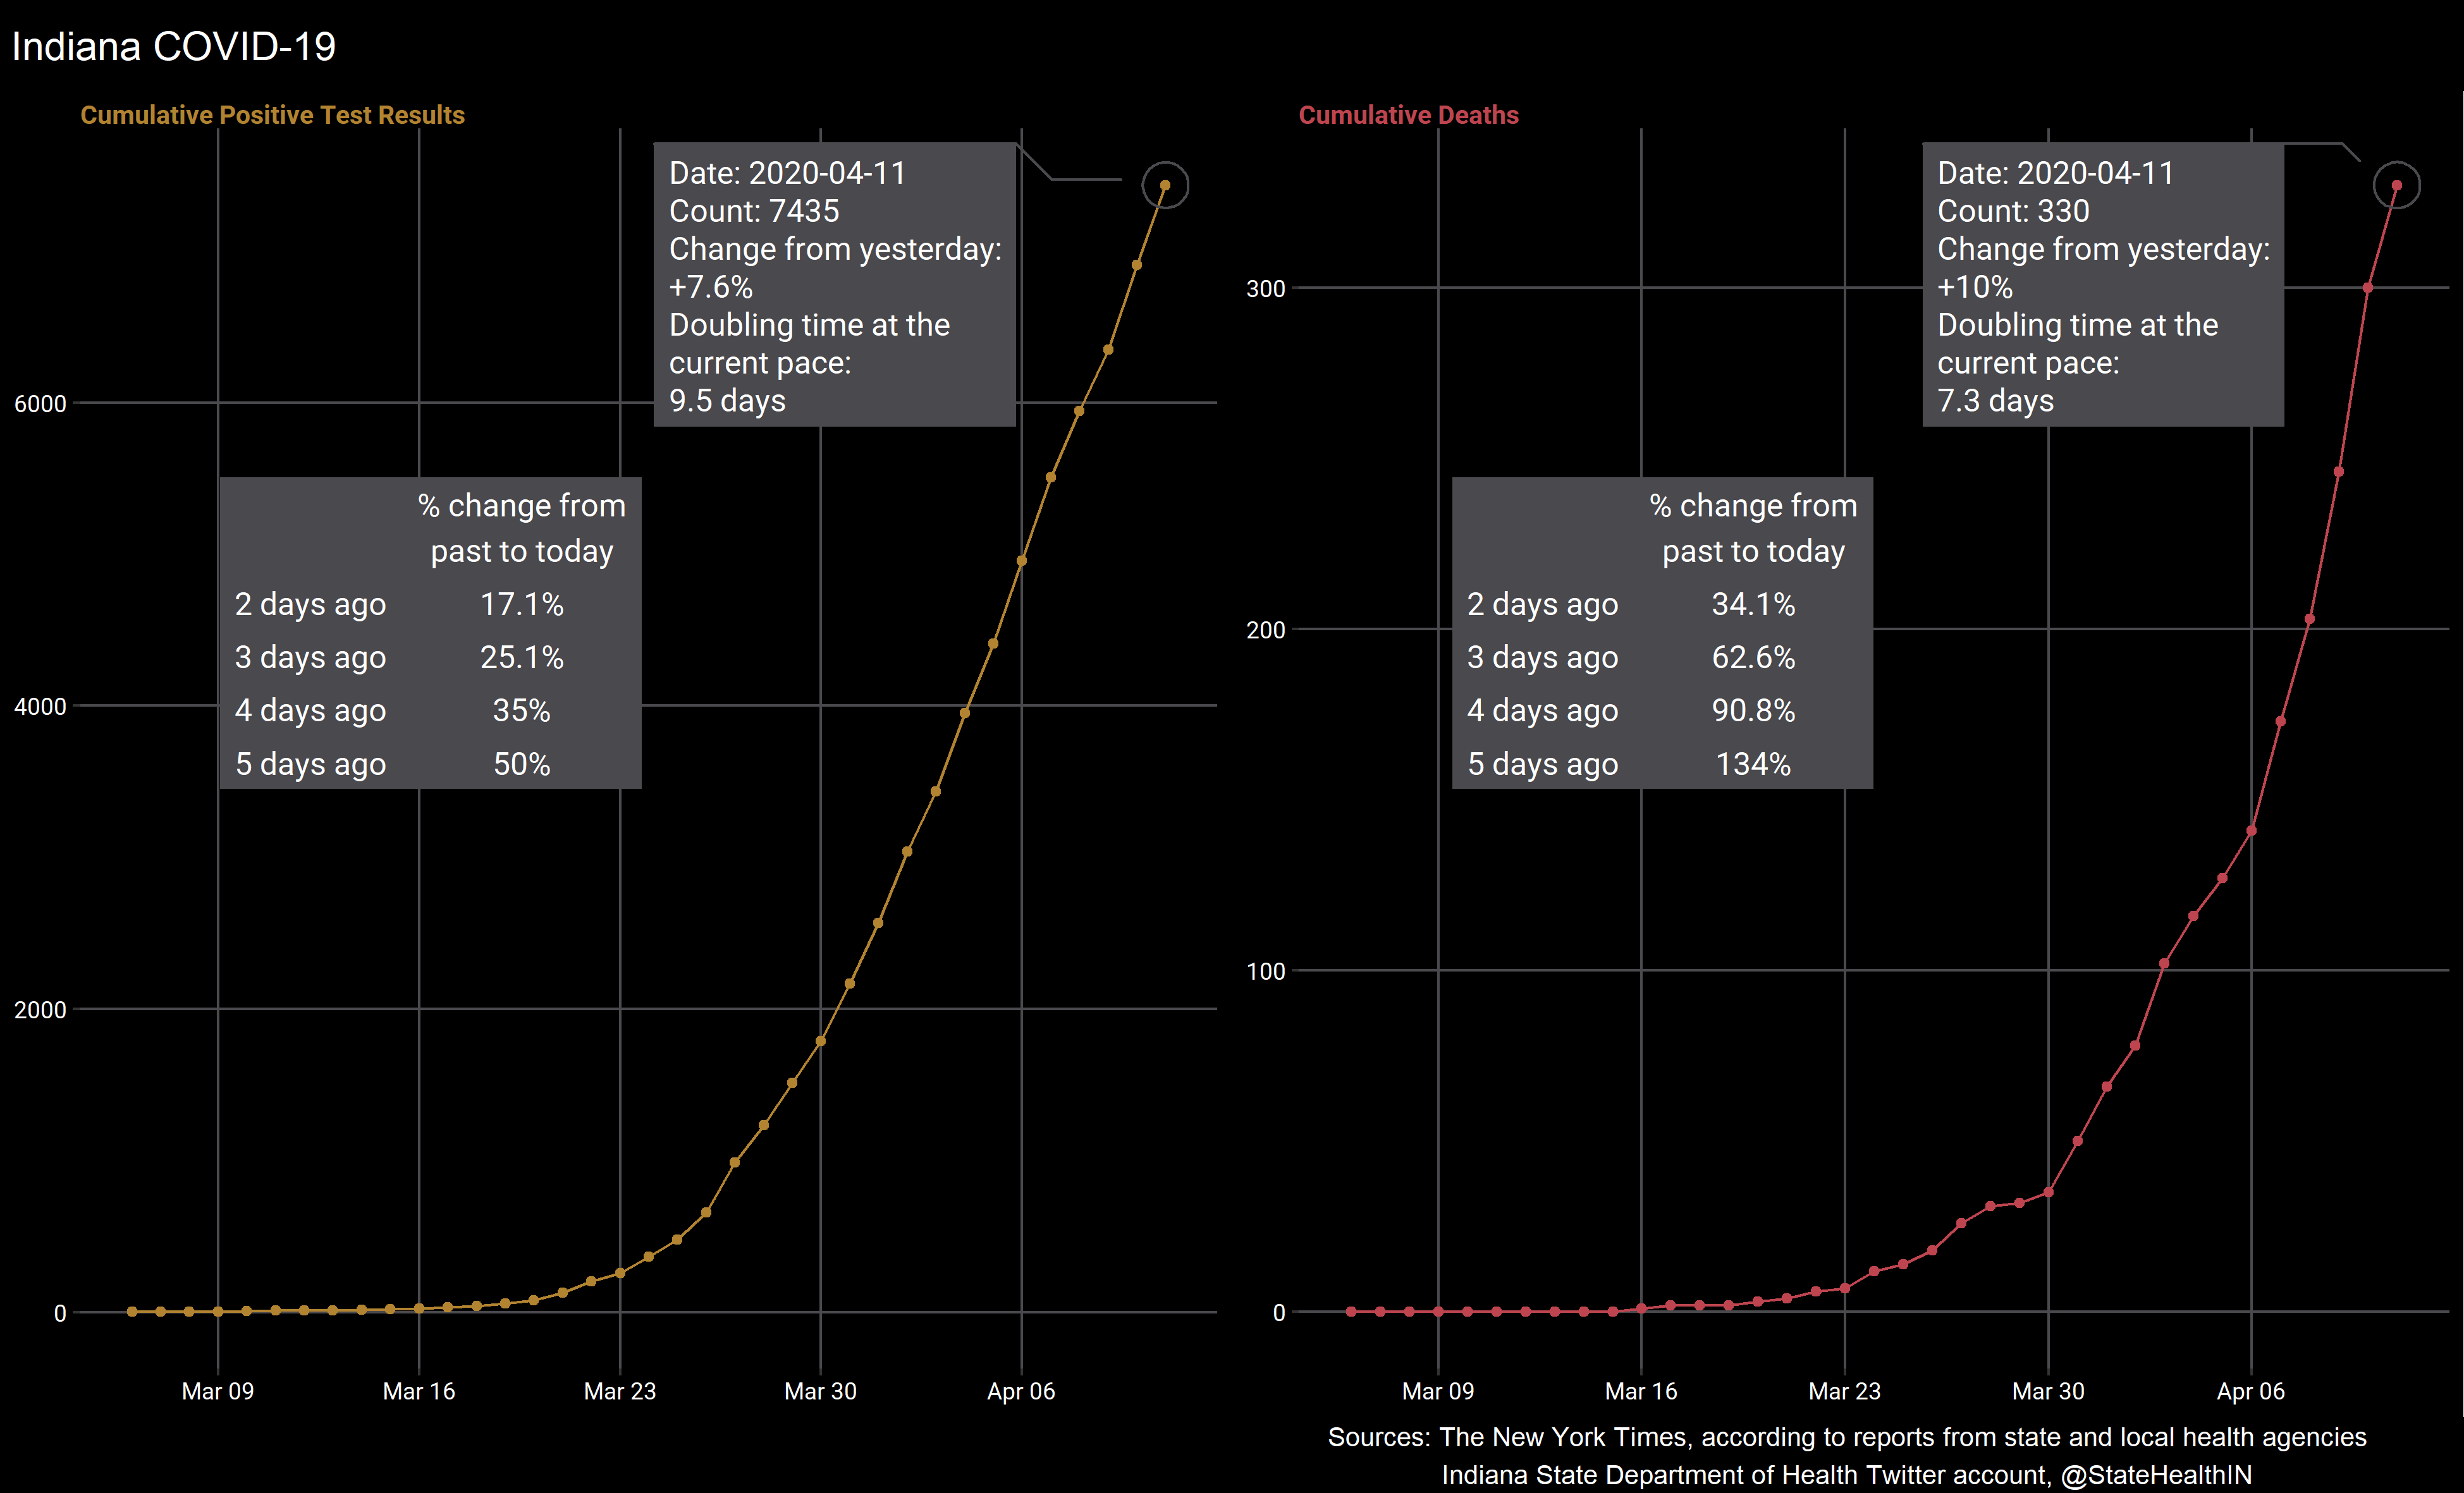 Indiana COVID-19
Cumulative Positive Test Results
Date: 2020-04-11
Count: 7435
Change from yesterday:
+7.6%
Doubling time at the
current pace:
9.5 days
% change from
past to today
2 days ago 17.1%
3 days ago 25.1%
4 days ago 35%
5 days ago 50%
6000
4000
2000
0
Mar 09 Mar 16 Mar 23 Mar 30 Apr 06
Cumulative Deaths
Date: 2020-04-11
Count: 330
Change from yesterday:
+10%
Doubling time at the
current pace:
7.3 days
% change from
past to today
2 days ago 34.1%
3 days ago 62.6%
4 days ago 90.8%
5 days ago 134%
300
200
100
0
Mar 09 Mar 16 Mar 23 Mar 30 Apr 06
Sources: The New York Times, according to reports from state and local health agencies
Indiana State Department of Health Twitter account, @StateHealthIN